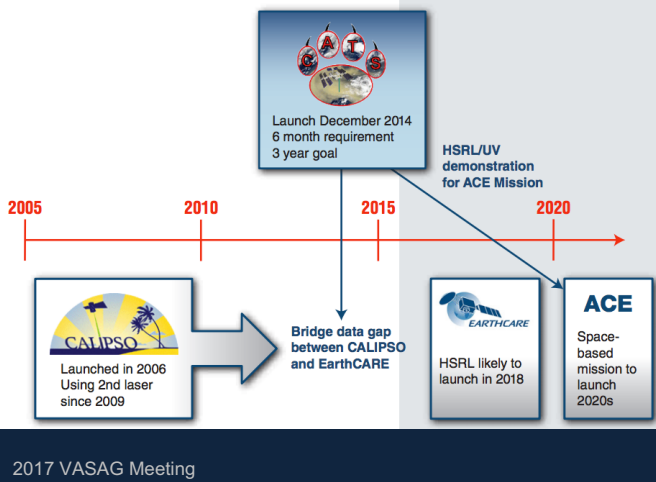 CATS
Launch December 2014
6 month requirement
3 year goal
HSRL/UV
demonstration
for ACE Mission
2005
2010
2015
2020
CALIPSO
Launched in 2006
Using 2nd laser
since 2009
Bridge data gap
between CALIPSO
and EarthCARE
EARTHCARE
HSRL likely to
launch in 2018
ACE
Space-
based
mission to
launch
2020s
2017 VASAG Meeting